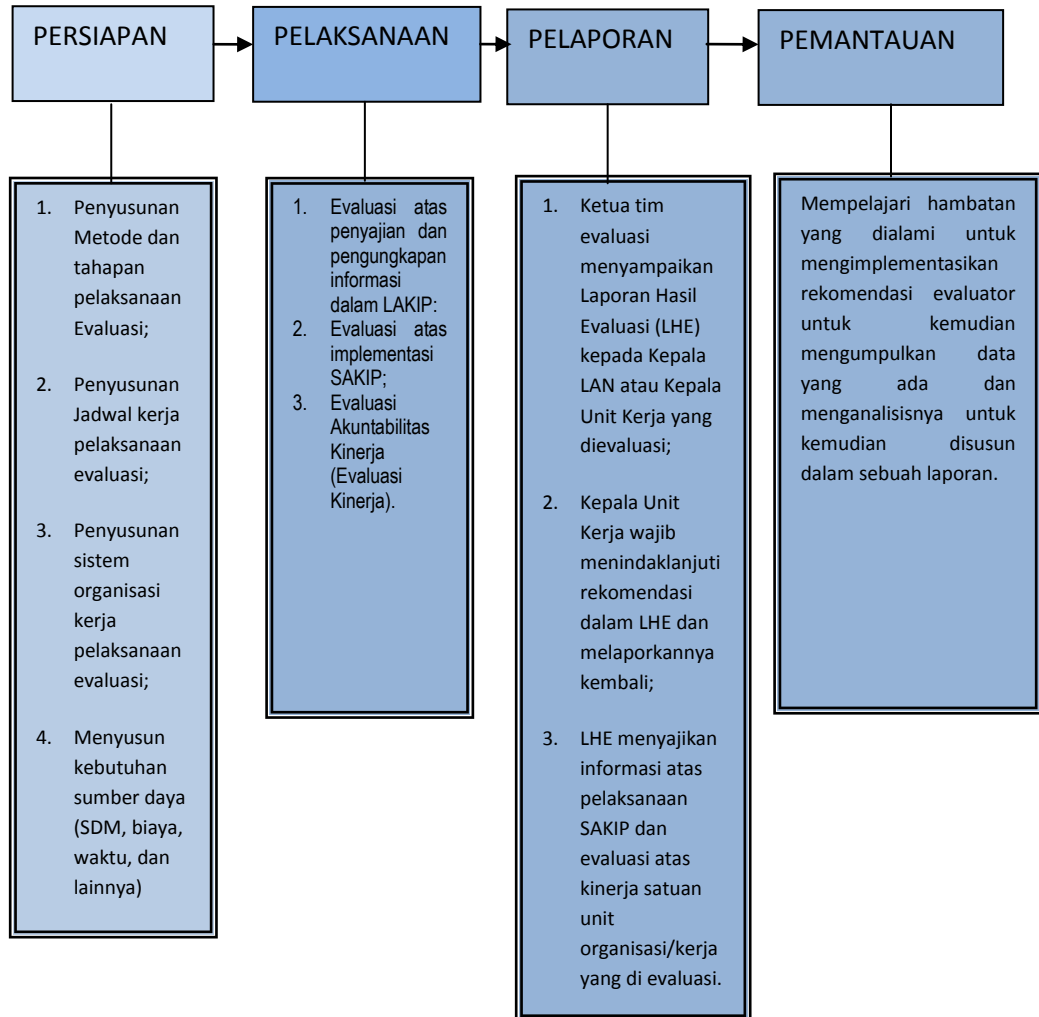 PERSIAPAN
PELAKSANAAN
PELAPORAN
PEMANTAUAN
1. Penyusunan
Metode dan
tahapan
pelaksanaan
Evaluasi;
2. Penyusunan
Jadwal kerja
pelaksanaan
evaluasi;
3. Penyusunan
sistem
organisasi
kerja
pelaksanaan
evaluasi;
4. Menyusun
kebutuhan
sumber daya
(SDM, biaya,
waktu, dan
lainnya)
1. Evaluasi atas
penyajian dan
pengungkapan
informasi
dalam LAKIP:
2. Evaluasi atas
implementasi
SAKIP;
3. Evaluasi
Akuntabilitas
Kinerja
(Evaluasi
Kinerja).
1. Ketua tim
evaluasi
menyampaikan
Laporan Hasil
Evaluasi (LHE)
kepada Kepala
LAN atau Kepala
Unit Kerja yang
dievaluasi;
2. Kepala Unit
Kerja wajib
menindaklanjuti
rekomendasi
dalam LHE dan
melaporkannya
kembali;
3. LHE menyajikan
informasi atas
pelaksanaan
SAKIP dan
evaluasi atas
kinerja satuan
unit
organisasi/kerja
yang di evaluasi.
Mempelajari hambatan
yang dialami untuk
mengimplementasikan
rekomendasi evaluator
untuk kemudian
mengumpulkan data
yang ada dan
menganalisisnya untuk
kemudian disusun
dalam sebuah laporan.